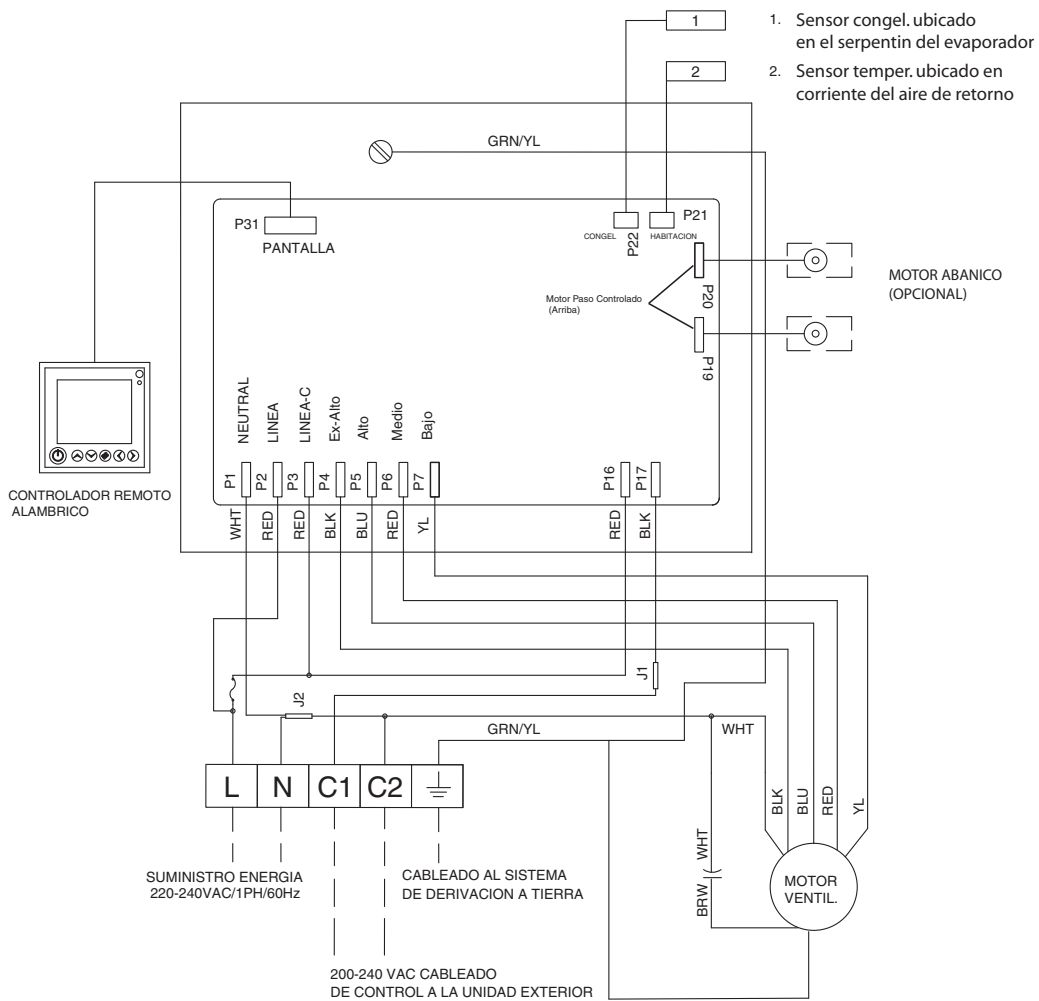 1
1. Sensor congel. ubicado
en el serpentin del evaporador
2
2. Sensor temper. ubicado en
corriente del aire de retorno
GRN/YL
P31
PANTALLA
CONGEL
P22
HABITACION
P21
P20
Motor Paso Controlado
(Arriba)
P19
MOTOR ABANICO
(OPCIONAL)
CONTROLADOR REMOTO
ALAMBRICO
NEUTRAL
LINEA
LINEA-C
Ex-Alto
Alto
Medio
Bajo
P1
P2
P3
P4
P5
P6
P7
P16
P17
WHT
RED
RED
BLK
BLU
RED
YL
RED
BLK
J1
J2
GRN/YL
WHT
L
N
C1
C2
BLK
BLU
RED
YL
WHT
BRW
MOTOR
VENTIL.
SUMINISTRO ENERGIA
220-240VAC/1PH/60Hz
CABLEADO AL SISTEMA
DE DERIVACION A TIERRA
200-240 VAC CABLEADO
DE CONTROL A LA UNIDAD EXTERIOR